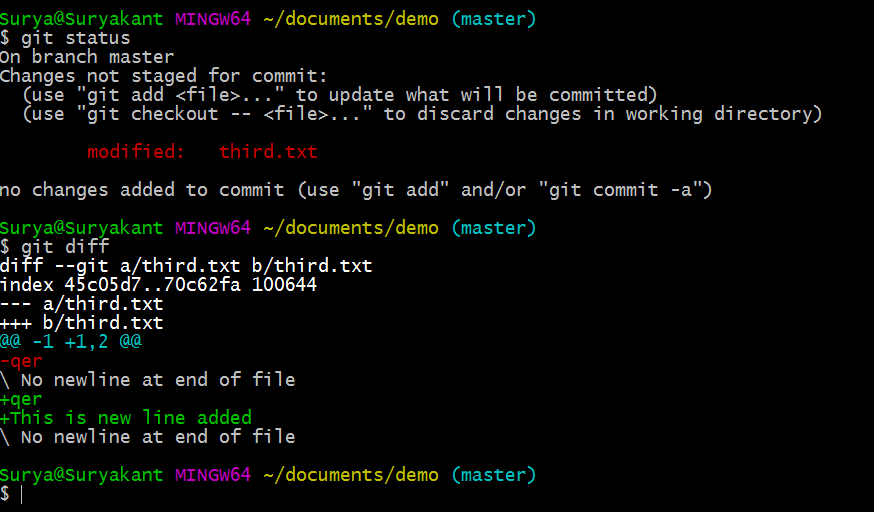 Surya@Suryakant MINGW64 ~/documents/demo (master)
$ git status
On branch master
Changes not staged for commit:
  (use "git add <file>..." to update what will be committed)
  (use "git checkout -- <file>..." to discard changes in working directory)

        modified:   third.txt

no changes added to commit (use "git add" and/or "git commit -a")

Surya@Suryakant MINGW64 ~/documents/demo (master)
$ git diff
diff --git a/third.txt b/third.txt
index 45c05d7..70c62fa 100644
--- a/third.txt
+++ b/third.txt
@@ -1 +1,2 @@
-qer
\ No newline at end of file
+qer
+This is new line added
\ No newline at end of file

Surya@Suryakant MINGW64 ~/documents/demo (master)
$